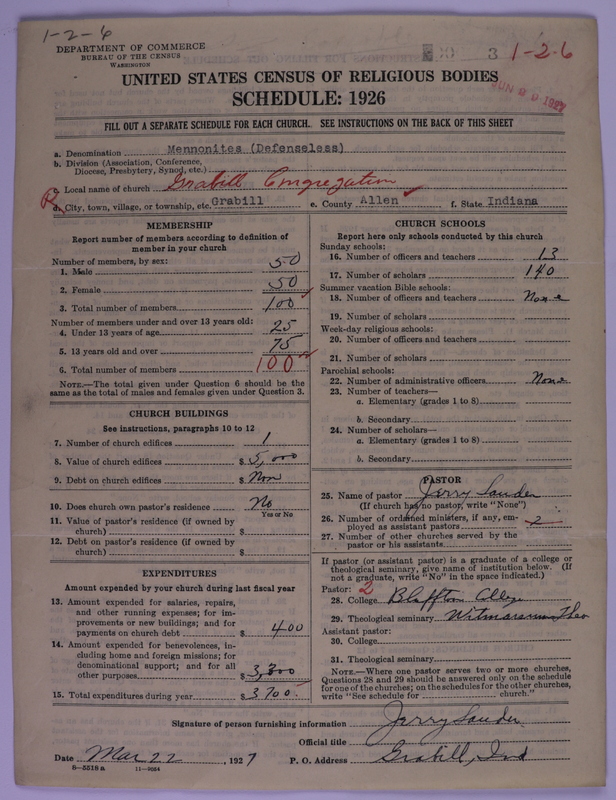 1-2-6
DEPARTMENT OF COMMERCE
BUREAU OF THE CENSUS
WASHINGTON
3 1-2-6
UNITED STATES CENSUS OF RELIGIOUS BODIES
SCHEDULE: 1926
FILL OUT A SEPARATE SCHEDULE FOR EACH CHURCH. SEE INSTRUCTIONS ON THE BACK OF THIS SHEET
a. Denomination Mennonites (Defenseless)
b. Division (Association, Conference, Diocese, Presbytery, Synod, etc.)
c. Local name of church Grabill Congregation
d. City, town, village, or township, etc. Grabill e. County Allen f. State Indiana
MEMBERSHIP
Report number of members according to definition of
member in your church
Number of members, by sex:
1. Male 50
2. Female 50
3. Total number of members 100
Number of members under and over 13 years old:
4. Under 13 years of age 25
5. 13 years old and over 75
6. Total number of members 100
NOTE.—The total given under Question 6 should be the
same as the total of males and females given under Question 3.
CHURCH BUILDINGS
See instructions, paragraphs 10 to 12
7. Number of church edifices 1
8. Value of church edifices $ 5,000
9. Debt on church edifices $ Non
10. Does church own pastor's residence No
Yes or No
11. Value of pastor's residence (if owned by
church) $
12. Debt on pastor's residence (if owned by
church) $
EXPENDITURES
Amount expended by your church during last fiscal year
13. Amount expended for salaries, repairs,
and other running expenses; for im-
provements or new buildings; and for
payments on church debt $ 400
14. Amount expended for benevolences, in-
cluding home and foreign missions; for
denominational support; and for all
other purposes $ 3,300
15. Total expenditures during year $ 3700
CHURCH SCHOOLS
Report here only schools conducted by this church
Sunday schools:
16. Number of officers and teachers 13
17. Number of scholars 140
Summer vacation Bible schools:
18. Number of officers and teachers None
19. Number of scholars
Week-day religious schools:
20. Number of officers and teachers
21. Number of scholars
Parochial schools:
22. Number of administrative officers None
23. Number of teachers—
a. Elementary (grades 1 to 8)
b. Secondary
24. Number of scholars—
a. Elementary (grades 1 to 8)
b. Secondary
PASTOR
25. Name of pastor Jerry Sauder
(If church has no pastor, write "None")
26. Number of ordained ministers, if any, em-
ployed as assistant pastors 2
27. Number of other churches served by the
pastor or his assistants
If pastor (or assistant pastor) is a graduate of a college or
theological seminary, give name of institution below. (If
not a graduate, write "No" in the space indicated.)
Pastor: 2
28. College Bluffton College
29. Theological seminary Witmarsum Theo
Assistant pastor:
30. College
31. Theological seminary
NOTE.—Where one pastor serves two or more churches,
Questions 28 and 29 should be answered only on the schedule
for one of the churches; on the schedules for the other churches,
write "See schedule for church."
Signature of person furnishing information Jerry Sauder
Official title
Date Mar 22, 1927 P. O. Address Grabill, Ind
8-5518 a 11-9054